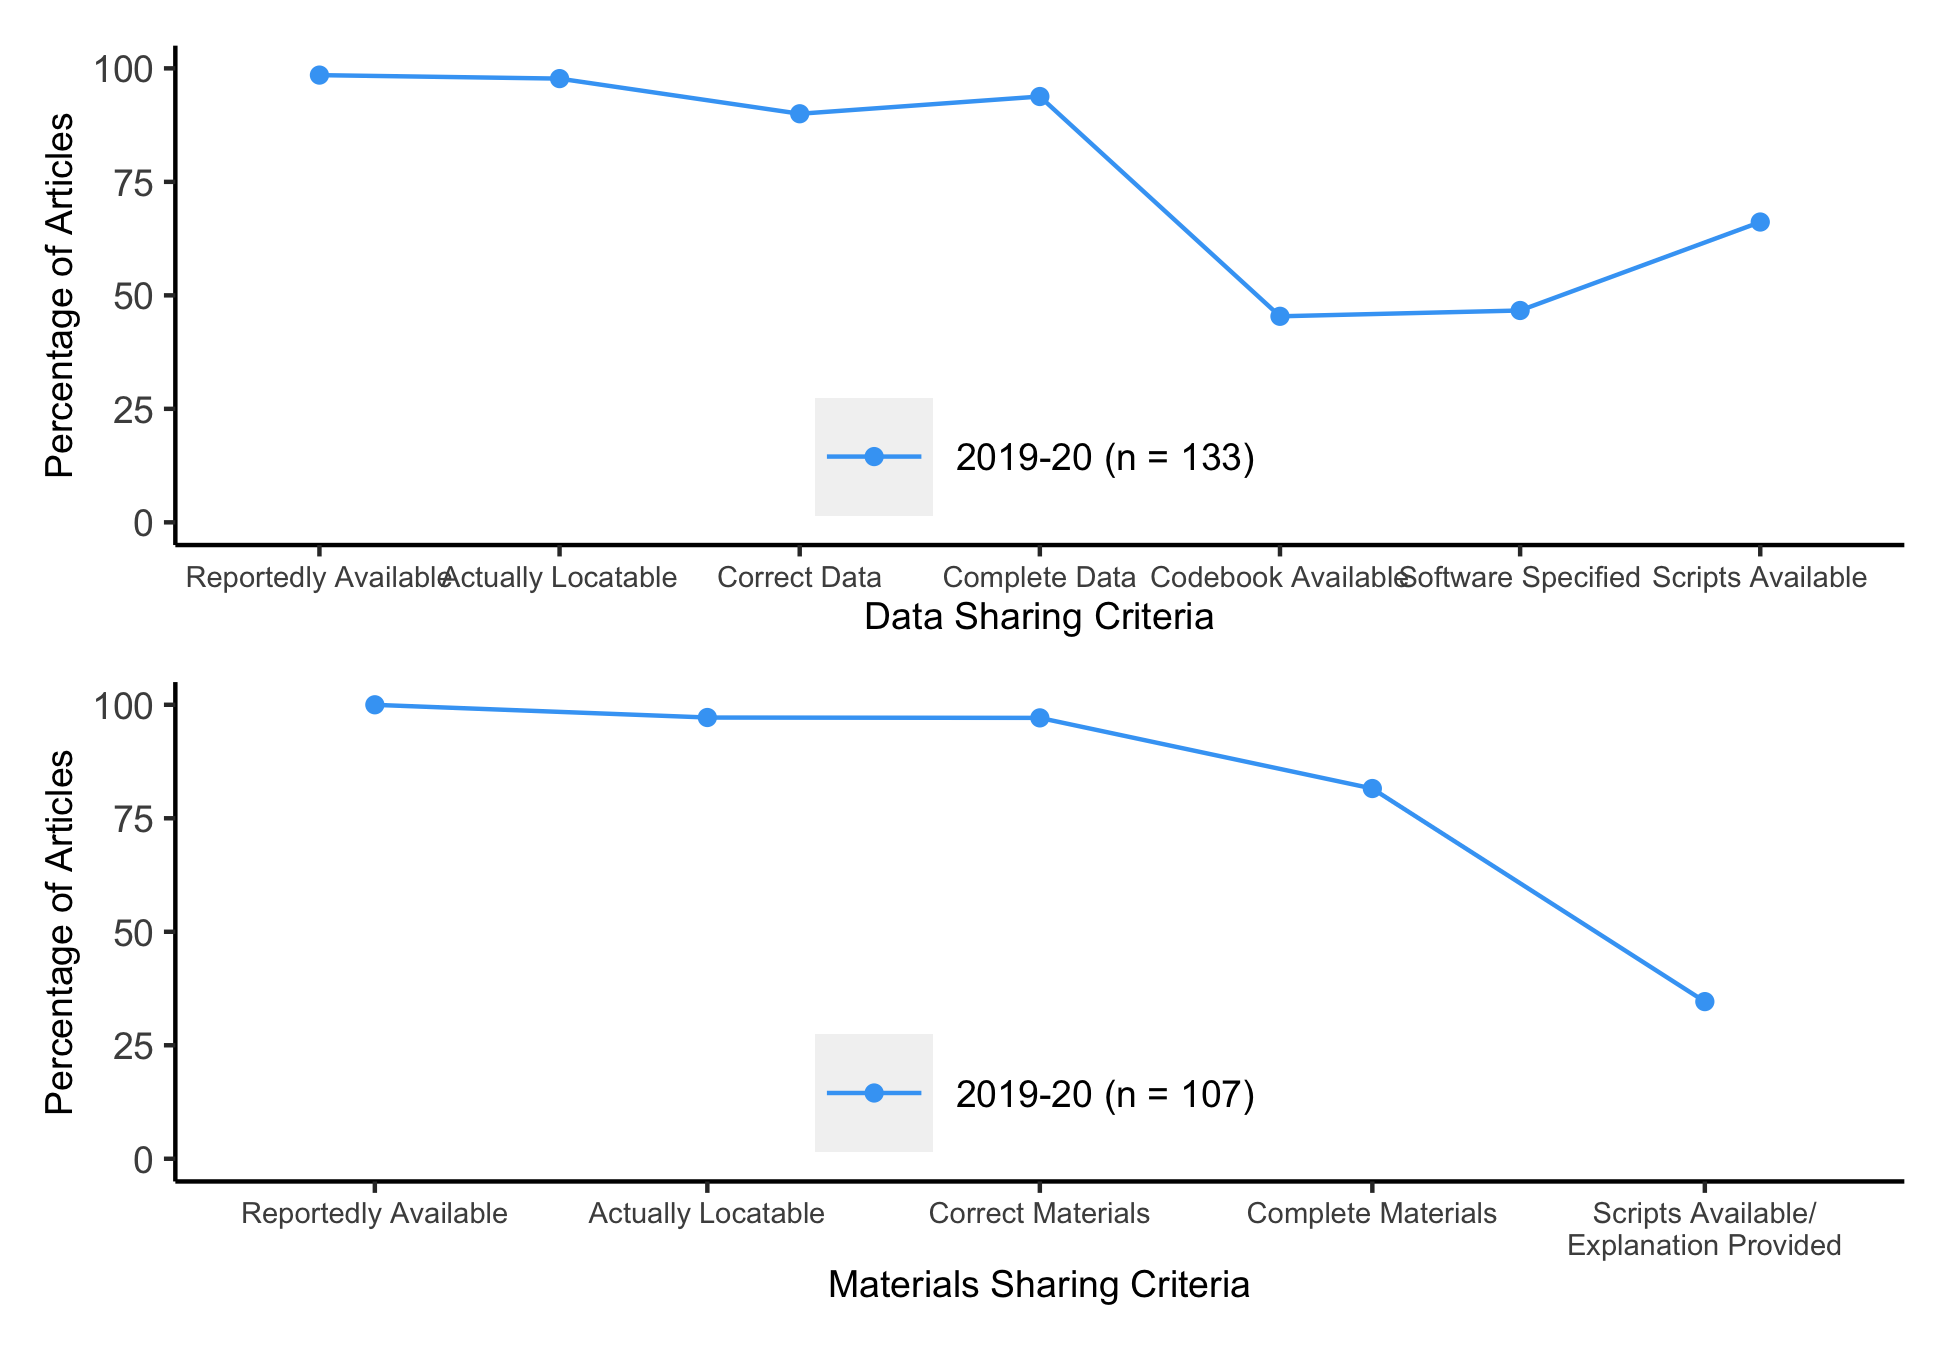 Percentage of Articles
100
75
50
25
0
2019-20 (n = 133)
Reportedly Available Actually Locatable Correct Data Complete Data Codebook Available Software Specified Scripts Available
Data Sharing Criteria
Percentage of Articles
100
75
50
25
0
2019-20 (n = 107)
Reportedly Available Actually Locatable Correct Materials Complete Materials Scripts Available/
Explanation Provided
Materials Sharing Criteria